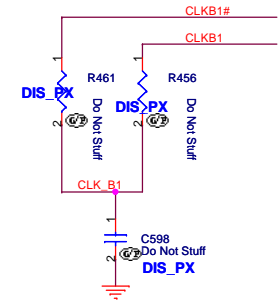 CLKB1#
CLKB1
1
1
R461
R456
DIS_PX
DIS_PX
Do Not Stuff
Do Not Stuff
2
2
G/P
G/P
CLK_B1
1
C598
Do Not Stuff
2
G/P
DIS_PX